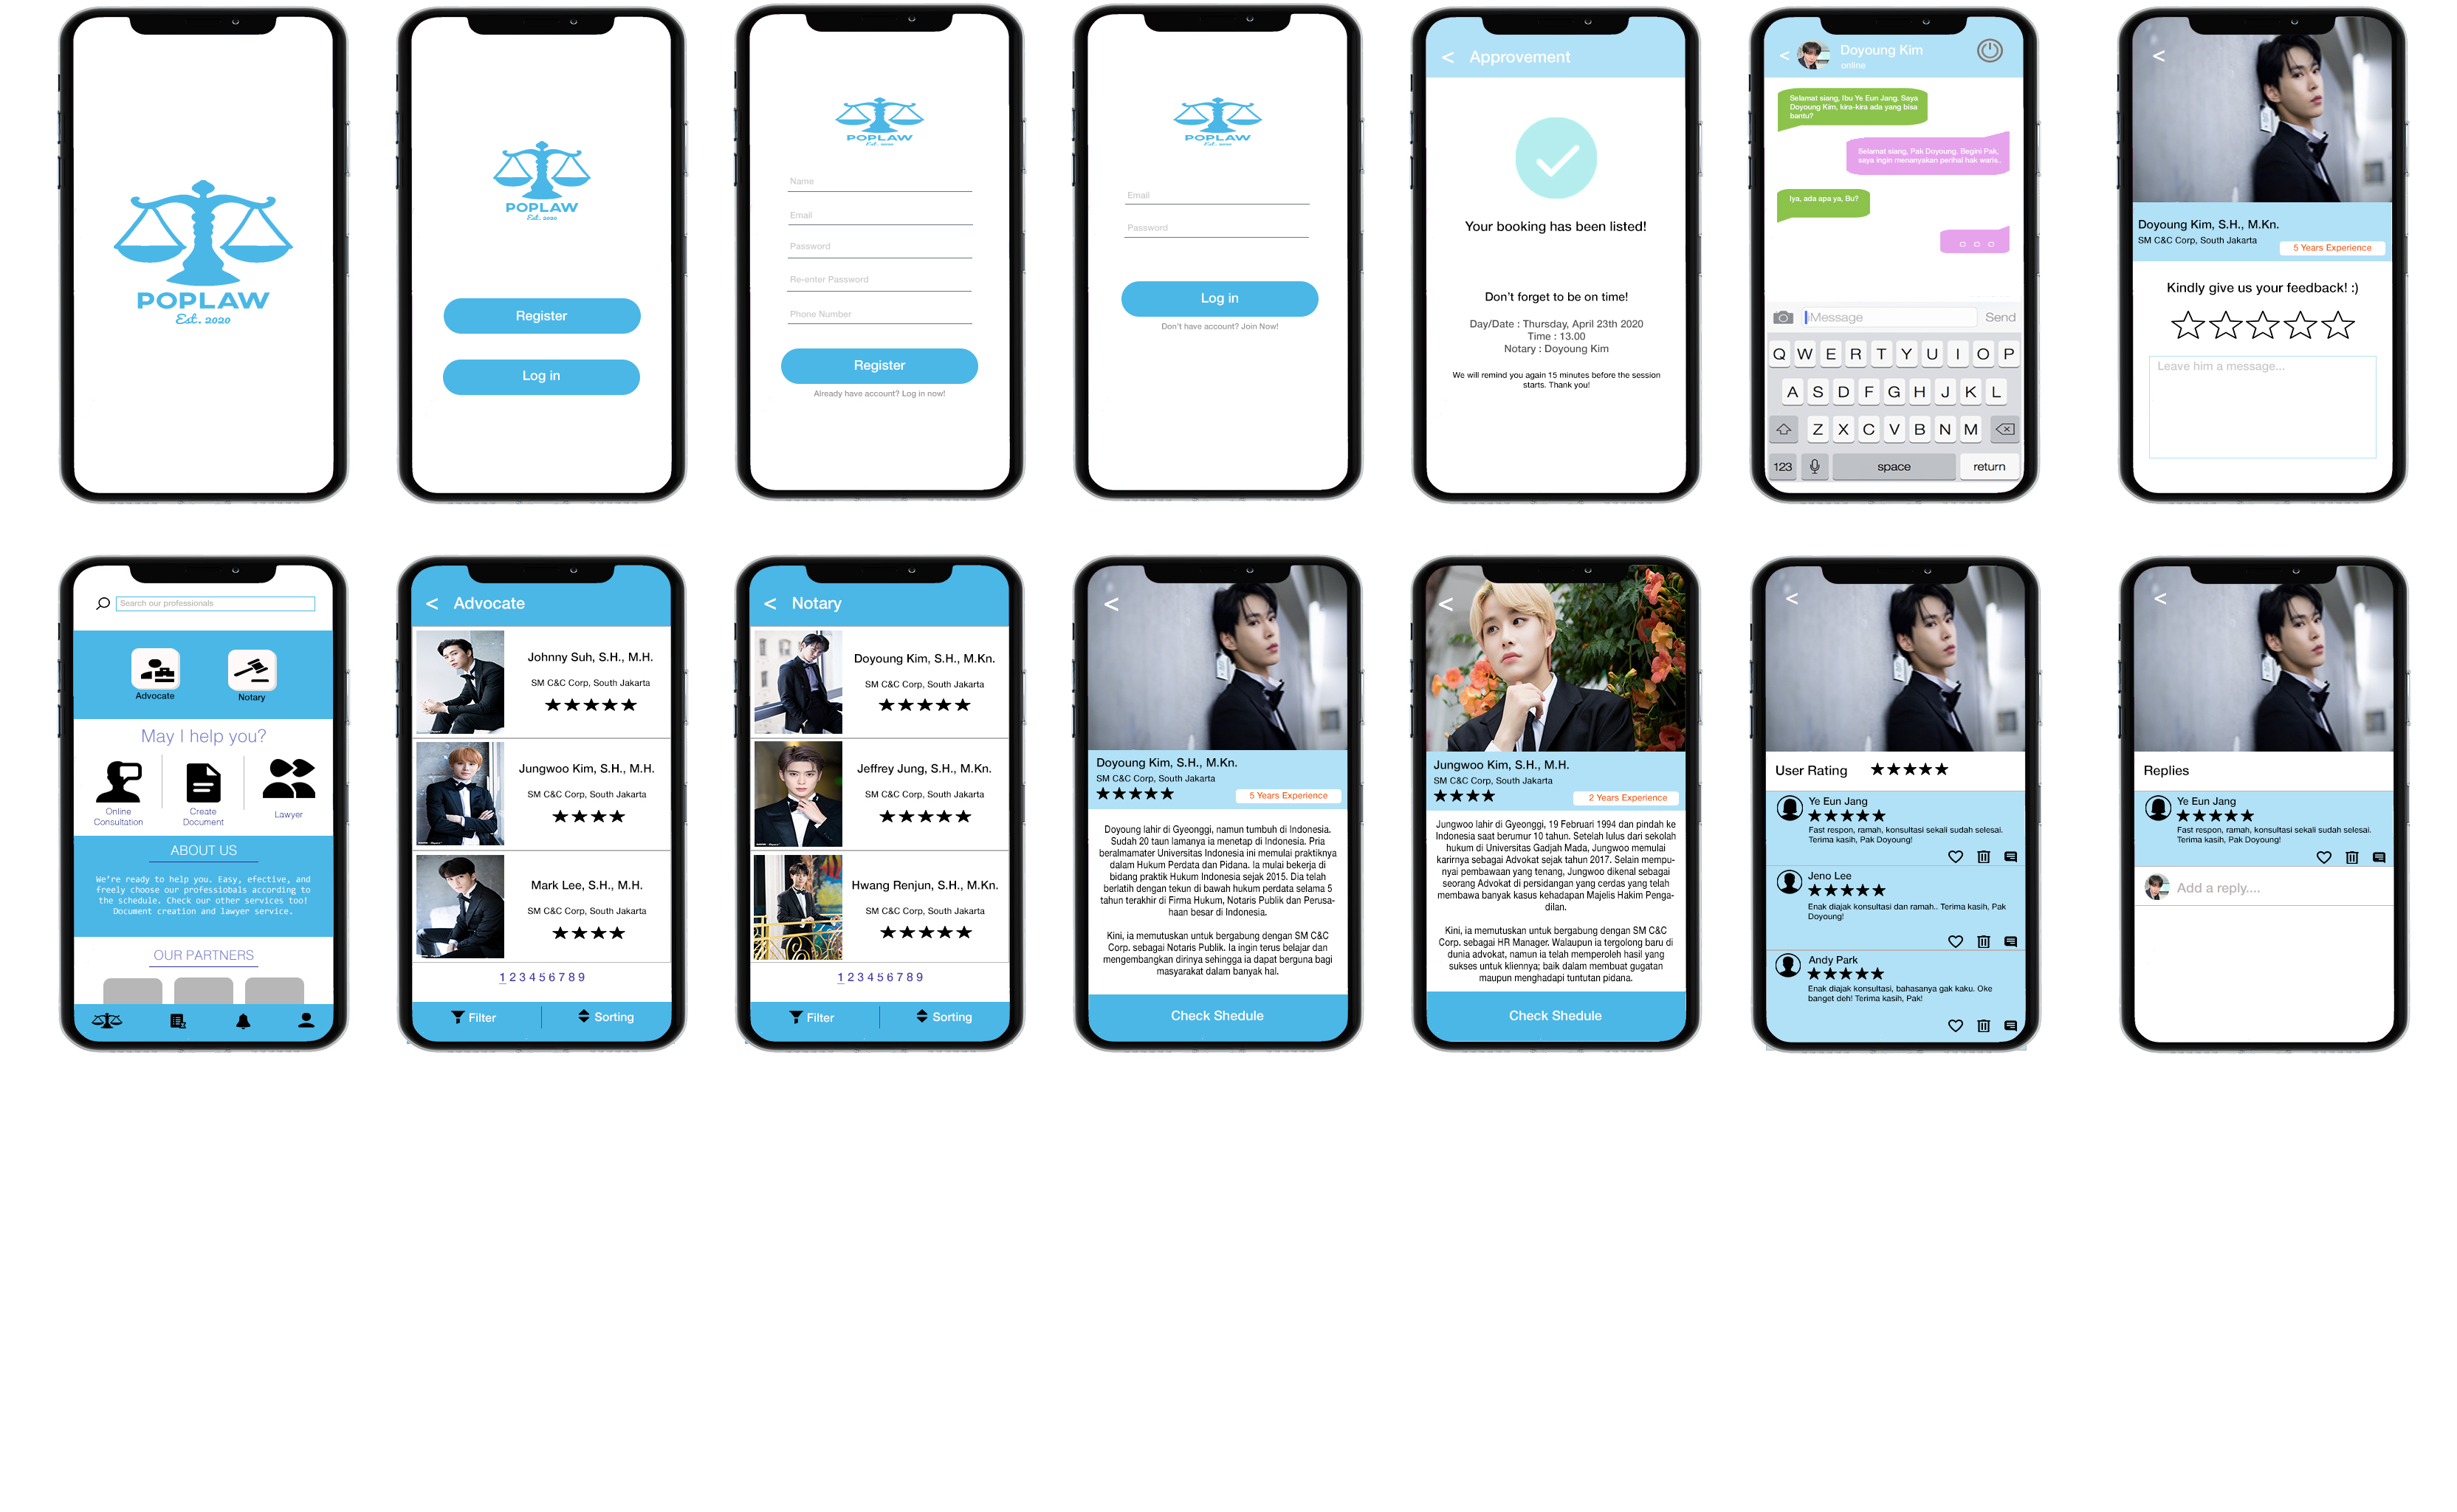 POPLAW
Est. 2020
POPLAW
Est. 2020
Register
Log in
POPLAW
Est. 2020
Name
Email
Password
Re-enter Password
Phone Number
Register
Already have account? Log in now!
POPLAW
Est. 2020
Email
Password
Log in
Don't have account? Join Now!
< Approvement
Your booking has been listed!
Don't forget to be on time!
Day/Date : Thursday, April 23th 2020
Time : 13.00
Notary : Doyoung Kim
We will remind you again 15 minutes before the session
starts. Thank you!
< Doyoung Kim
online
Selamat siang, Ibu Ye Eun Jang, Saya
Doyoung Kim, kira-kira ada yang bisa
bantu?
Selamat siang, Pak Doyoung. Begini Pak,
saya ingin menanyakan perihal hak waris..
Iya, ada apa ya, Bu?
iMessage
Send
Q W E R T Y U I O P
A S D F G H J K L
Z X C V B N M
123 space return
<
Doyoung Kim, S.H., M.Kn.
SM C&C Corp, South Jakarta
5 Years Experience
Kindly give us your feedback! :)
Leave him a message...
Search our professionals
Advocate
Notary
May I help you?
Online
Consultation
Create
Document
Lawyer
ABOUT US
We're ready to help you. Easy, efective, and
freely choose our professiobals according to
the schedule. Check our other services too!
Document creation and lawyer service.
OUR PARTNERS
< Advocate
Johnny Suh, S.H., M.H.
SM C&C Corp, South Jakarta
Jungwoo Kim, S.H., M.H.
SM C&C Corp, South Jakarta
Mark Lee, S.H., M.H.
SM C&C Corp, South Jakarta
1 2 3 4 5 6 7 8 9
Filter
Sorting
< Notary
Doyoung Kim, S.H., M.Kn.
SM C&C Corp, South Jakarta
Jeffrey Jung, S.H., M.Kn.
SM C&C Corp, South Jakarta
Hwang Renjun, S.H., M.Kn.
SM C&C Corp, South Jakarta
1 2 3 4 5 6 7 8 9
Filter
Sorting
<
Doyoung Kim, S.H., M.Kn.
SM C&C Corp, South Jakarta
5 Years Experience
Doyoung lahir di Gyeonggi, namun tumbuh di Indonesia.
Sudah 20 taun lamanya ia menetap di Indonesia. Pria
beralmamater Universitas Indonesia ini memulai praktiknya
dalam Hukum Perdata dan Pidana. Ia mulai bekerja di
bidang praktik Hukum Indonesia sejak 2015. Dia telah
berlatih dengan tekun di bawah hukum perdata selama 5
tahun terakhir di Firma Hukum, Notaris Publik dan Perusa-
haan besar di Indonesia.
Kini, ia memutuskan untuk bergabung dengan SM C&C
Corp. sebagai Notaris Publik. Ia ingin terus belajar dan
mengembangkan dirinya sehingga ia dapat berguna bagi
masyarakat dalam banyak hal.
Check Shedule
<
Jungwoo Kim, S.H., M.H.
SM C&C Corp, South Jakarta
2 Years Experience
Jungwoo lahir di Gyeonggi, 19 Februari 1994 dan pindah ke
Indonesia saat berumur 10 tahun. Setelah lulus dari sekolah
hukum di Universitas Gadjah Mada, Jungwoo memulai
karirnya sebagai Advokat sejak tahun 2017. Selain mempu-
nyai pembawaan yang tenang, Jungwoo dikenal sebagai
seorang Advokat di persidangan yang cerdas yang telah
membawa banyak kasus kehadapan Majelis Hakim Penga-
dilan.
Kini, ia memutuskan untuk bergabung dengan SM C&C
Corp. sebagai HR Manager. Walaupun ia tergolong baru di
dunia advokat, namun ia telah memperoleh hasil yang
sukses untuk kliennya; baik dalam membuat gugatan
maupun menghadapi tuntutan pidana.
Check Shedule
<
User Rating
Ye Eun Jang
Fast respon, ramah, konsultasi sekali sudah selesai.
Terima kasih, Pak Doyoung!
Jeno Lee
Enak diajak konsultasi dan ramah.. Terima kasih, Pak
Doyoung!
Andy Park
Enak diajak konsultasi, bahasanya gak kaku. Oke
banget deh! Terima kasih, Pak!
<
Replies
Ye Eun Jang
Fast respon, ramah, konsultasi sekali sudah selesai.
Terima kasih, Pak Doyoung!
Add a reply....